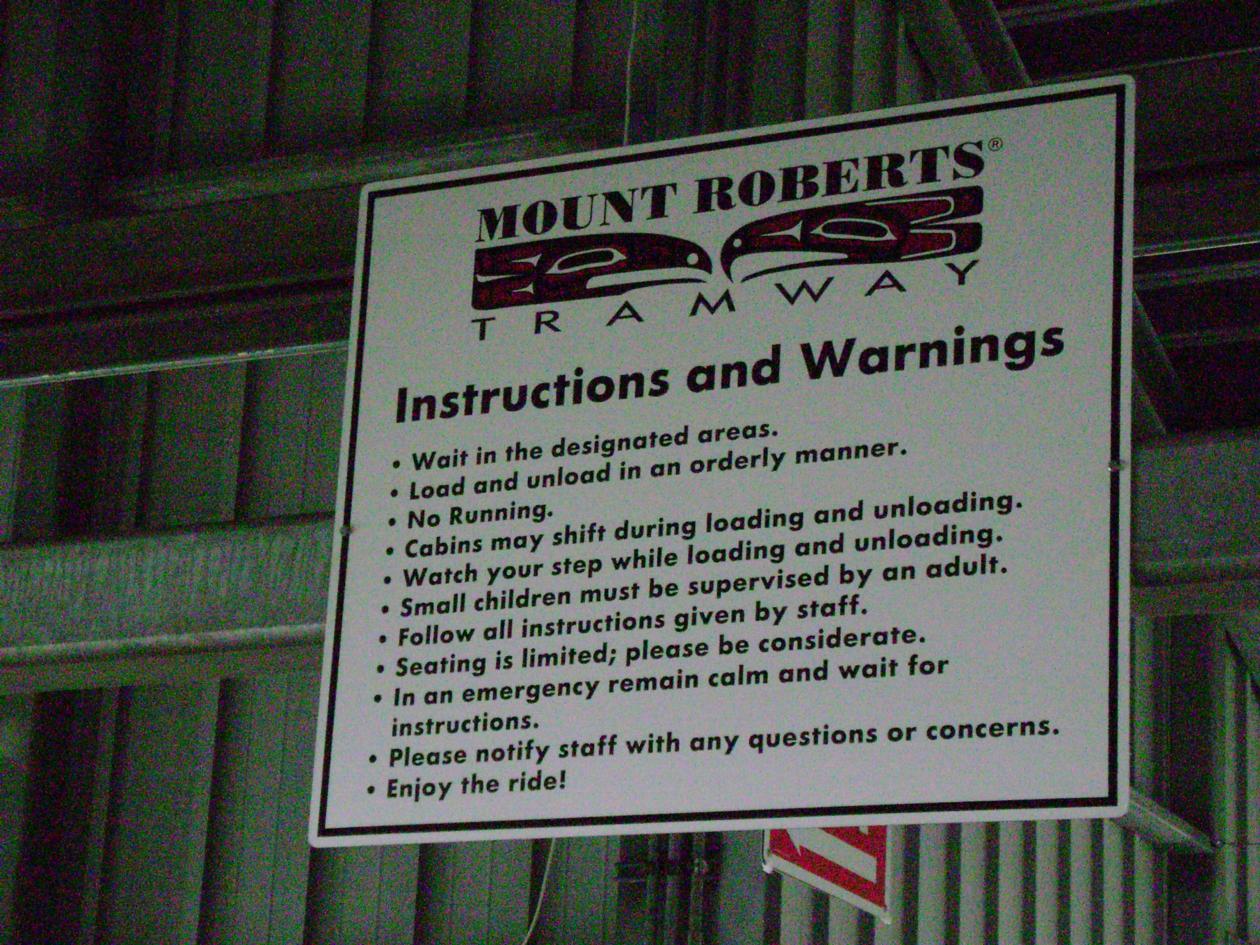 MOUNT ROBERTS®
TRAMWAY
Instructions and Warnings
• Wait in the designated areas.
• Load and unload in an orderly manner.
• No Running.
• Cabins may shift during loading and unloading.
• Watch your step while loading and unloading.
• Small children must be supervised by an adult.
• Follow all instructions given by staff.
• Seating is limited; please be considerate.
• In an emergency remain calm and wait for
instructions.
• Please notify staff with any questions or concerns.
• Enjoy the ride!